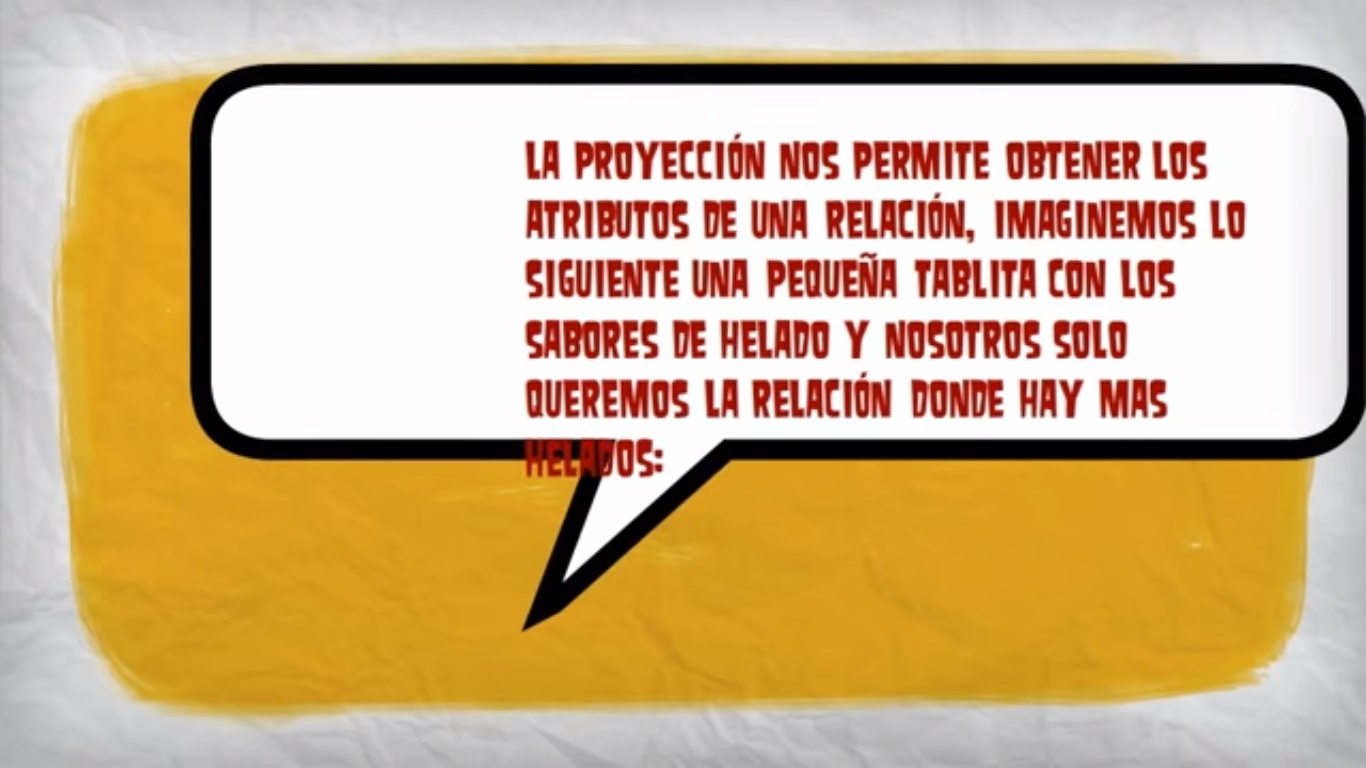 LA PROYECCIÓN NOS PERMITE OBTENER LOS
ATRIBUTOS DE UNA RELACIÓN, IMAGINEMOS LO
SIGUIENTE UNA PEQUEÑA TABLITA CON LOS
SABORES DE HELADO Y NOSOTROS SOLO
QUEREMOS LA RELACIÓN DONDE HAY MAS
HELADOS: